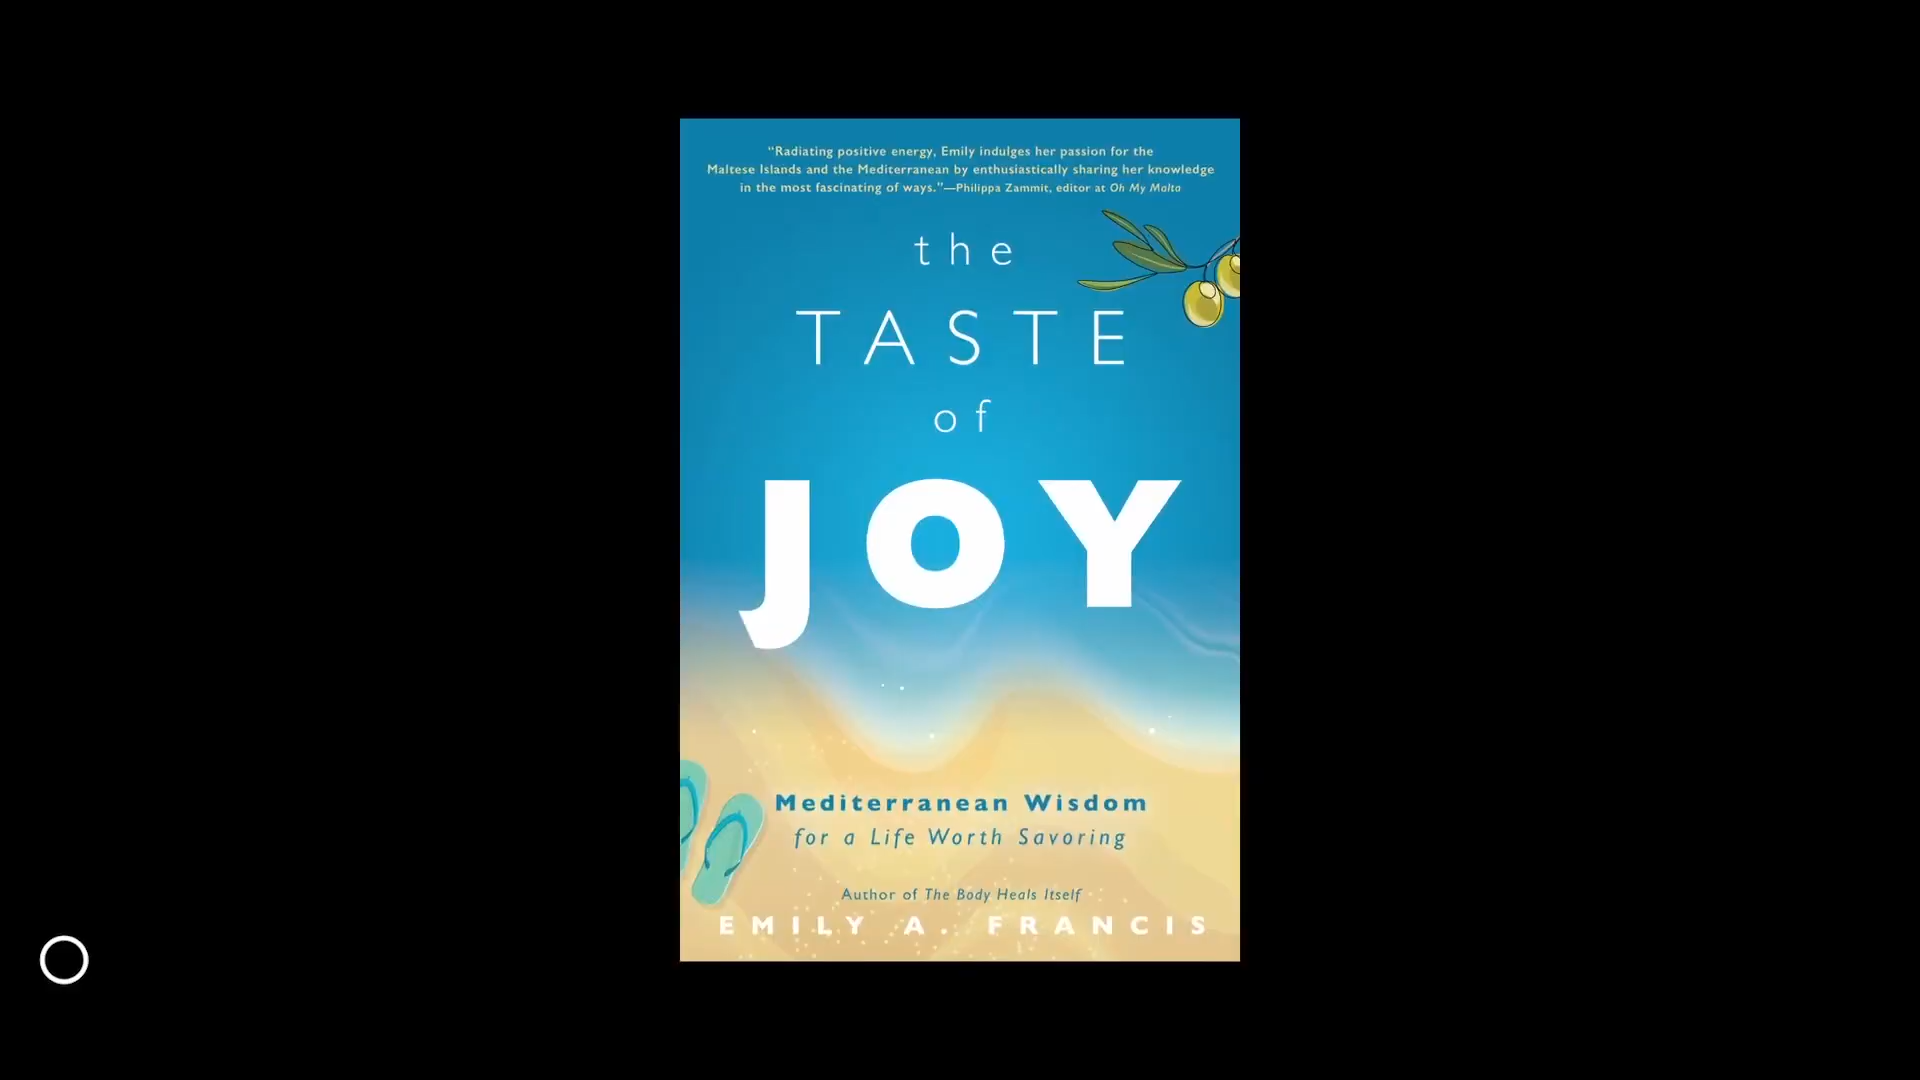 “Radiating positive energy, Emily indulges her passion for the
Maltese Islands and the Mediterranean by enthusiastically sharing her knowledge
in the most fascinating of ways.”—Philippa Zammit, editor at Oh My Malta
the
TASTE
of
JOY
Mediterranean Wisdom
for a Life Worth Savoring
Author of The Body Heals Itself
EMILY A. FRANCIS